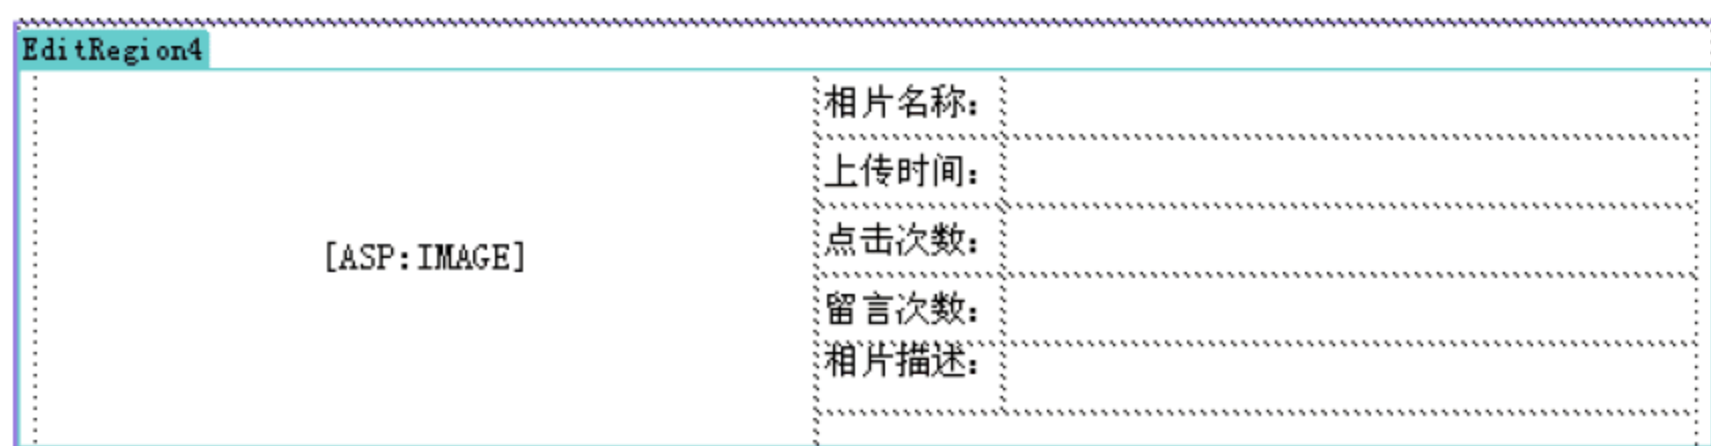 EditRegion4
相片名称：
上传时间：
点击次数：
[ASP:IMAGE]
留言次数：
相片描述：